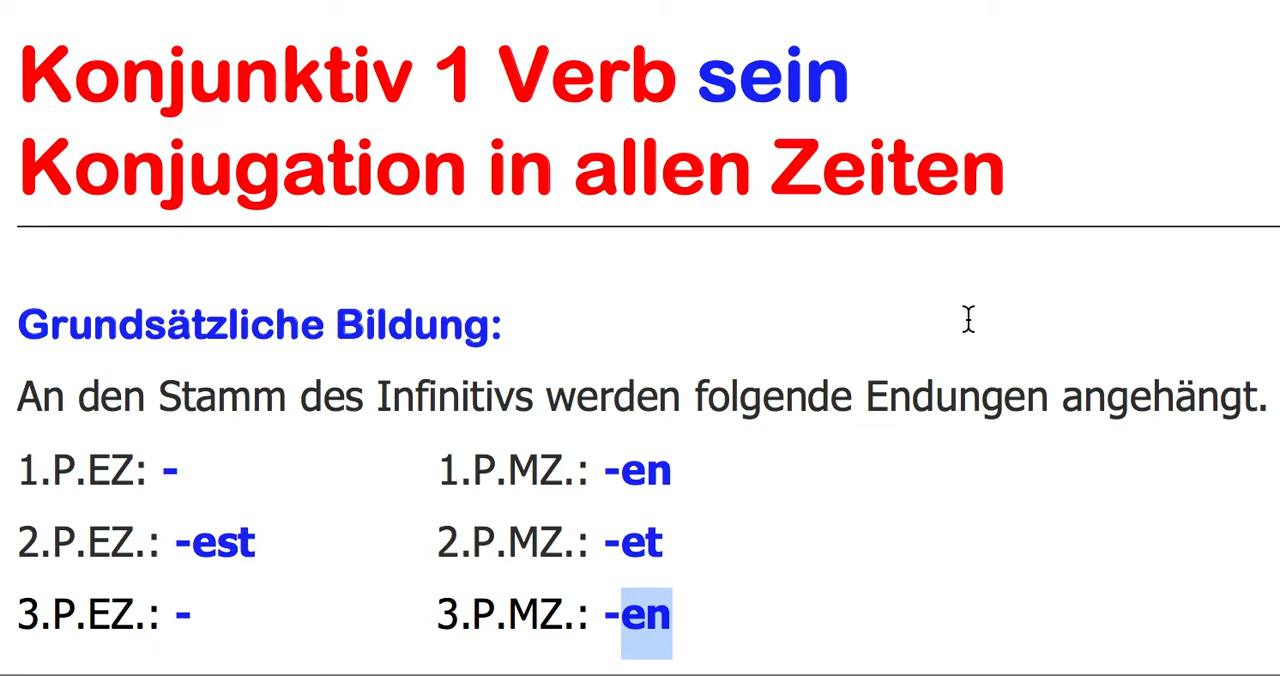 Konjunktiv 1 Verb sein
Konjugation in allen Zeiten
Grundsätzliche Bildung:
An den Stamm des Infinitivs werden folgende Endungen angehängt.
1.P.EZ: - 1.P.MZ.: -en
2.P.EZ.: -est 2.P.MZ.: -et
3.P.EZ.: - 3.P.MZ.: -en